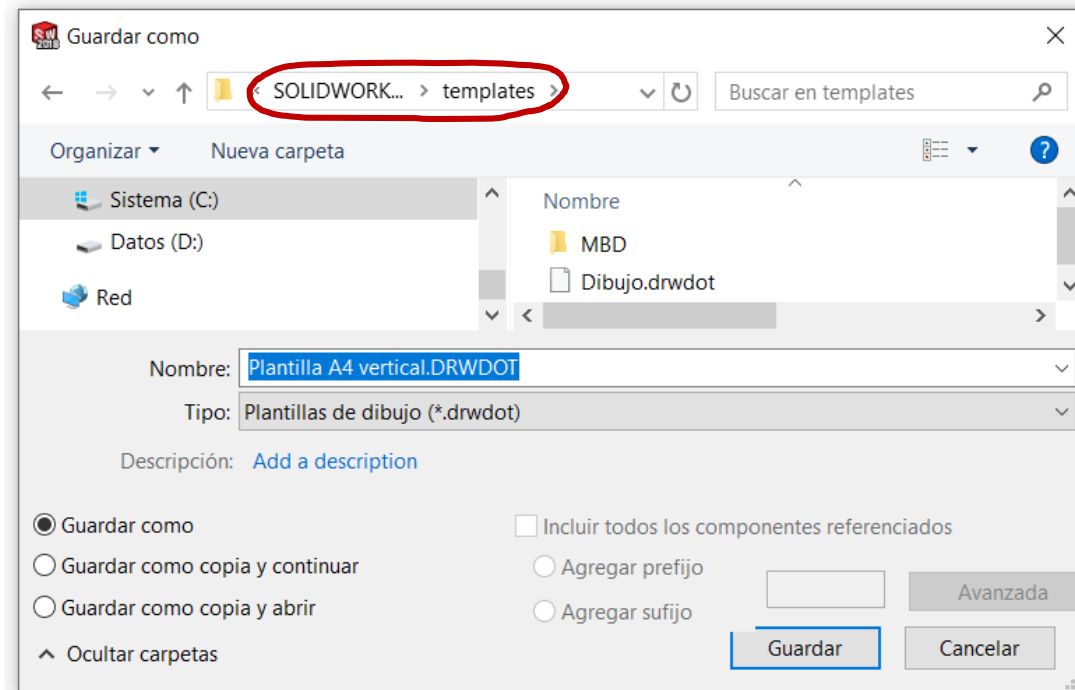 SW 2018 Guardar como
SOLIDWORK... > templates > Buscar en templates
Organizar Nueva carpeta ?
Sistema (C:)
Datos (D:)
Red
Nombre
MBD
Dibujo.drwdot
Nombre: Plantilla A4 vertical.DRWDOT
Tipo: Plantillas de dibujo (*.drwdot)
Descripción: Add a description
Guardar como
Guardar como copia y continuar
Guardar como copia y abrir
Incluir todos los componentes referenciados
Agregar prefijo
Agregar sufijo
Avanzada
Ocultar carpetas
Guardar Cancelar